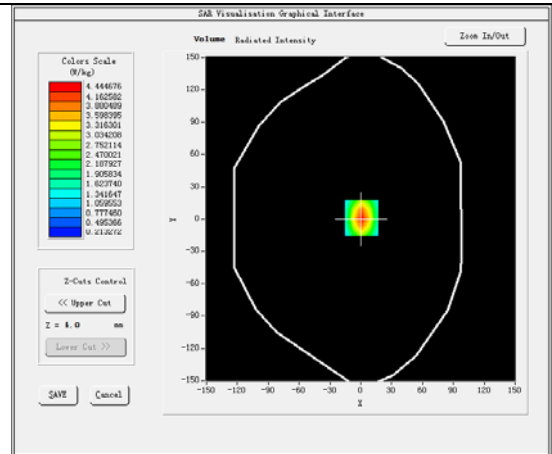 SAR Visualisation Graphical Interface
Volume Radiated Intensity
Zoom In/Out
Colors Scale
(W/kg)
4.444676
4.162582
3.880489
3.598395
3.316301
3.034208
2.752114
2.470021
2.187927
1.905834
1.623740
1.341647
1.059553
0.777460
0.495366
0.213272
150
120
90
60
30
0
-30
-60
-90
-120
-150
Y
-150 -120 -90 -60 -30 0 30 60 90 120 150
X
Z-Cuts Control
<< Upper Cut
Z = 4.0 mm
Lower Cut >>
SAVE Cancel